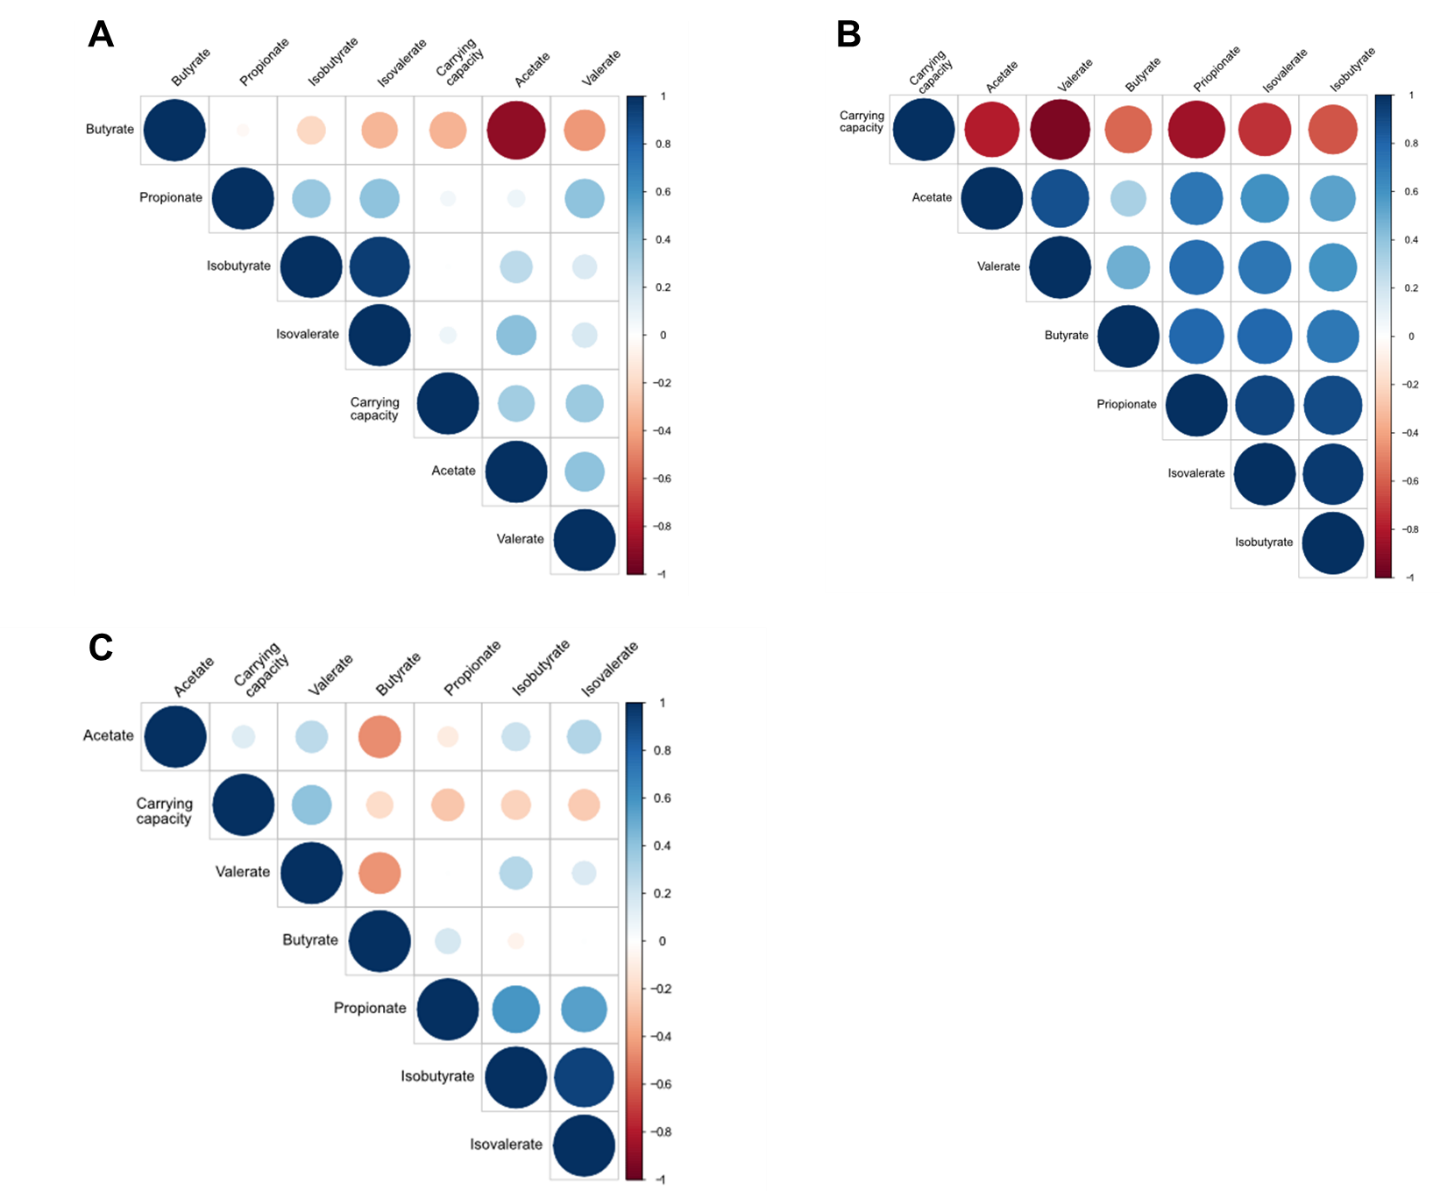 A
Butyrate
Propionate
Isobutyrate
Isovalerate
Carrying
capacity
Acetate
Valerate
Butyrate
Propionate
Isobutyrate
Isovalerate
Carrying
capacity
Acetate
Valerate
1
0.8
0.6
0.4
0.2
0
−0.2
−0.4
−0.6
−0.8
−1
B
Carrying
capacity
Acetate
Valerate
Butyrate
Priopionate
Isovalerate
Isobutyrate
Carrying
capacity
Acetate
Valerate
Butyrate
Priopionate
Isovalerate
Isobutyrate
1
0.8
0.6
0.4
0.2
0
−0.2
−0.4
−0.6
−0.8
−1
C
Acetate
Carrying
capacity
Valerate
Butyrate
Propionate
Isobutyrate
Isovalerate
Acetate
Carrying
capacity
Valerate
Butyrate
Propionate
Isobutyrate
Isovalerate
1
0.8
0.6
0.4
0.2
0
−0.2
−0.4
−0.6
−0.8
−1